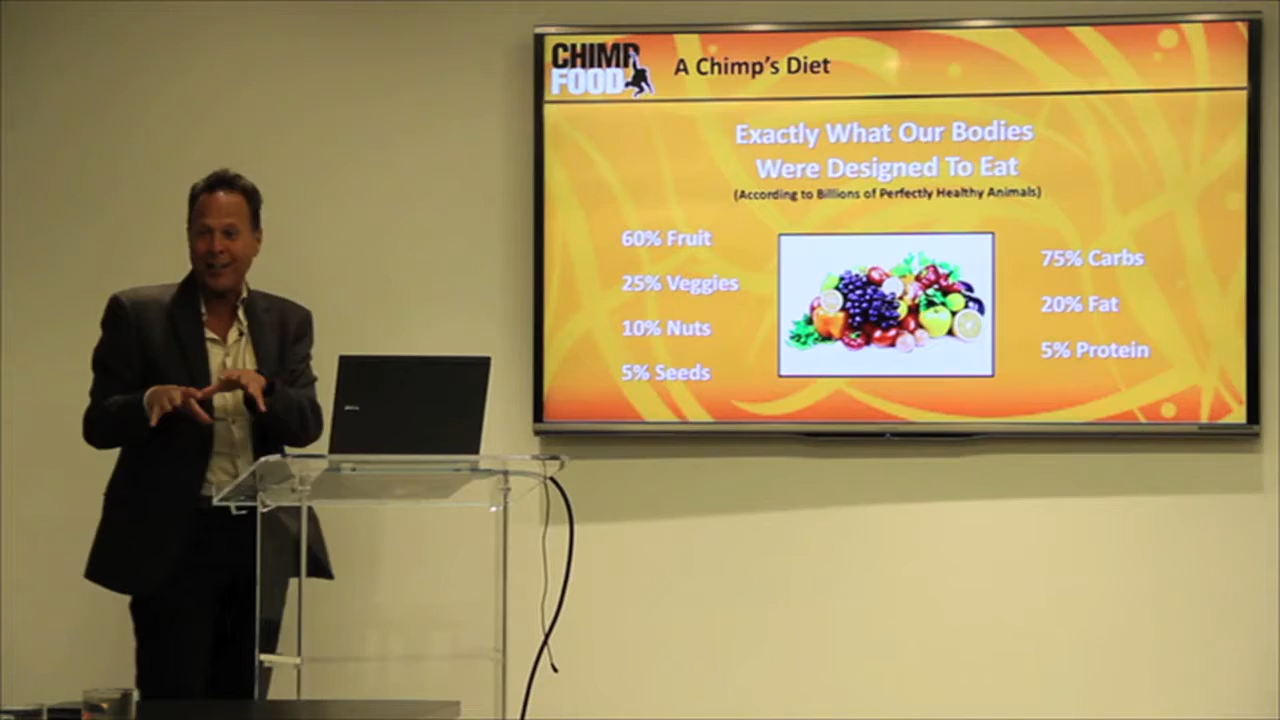 CHIMP
FOOD
A Chimp's Diet
Exactly What Our Bodies
Were Designed To Eat
(According to Billions of Perfectly Healthy Animals)
60% Fruit
25% Veggies
10% Nuts
5% Seeds
75% Carbs
20% Fat
5% Protein